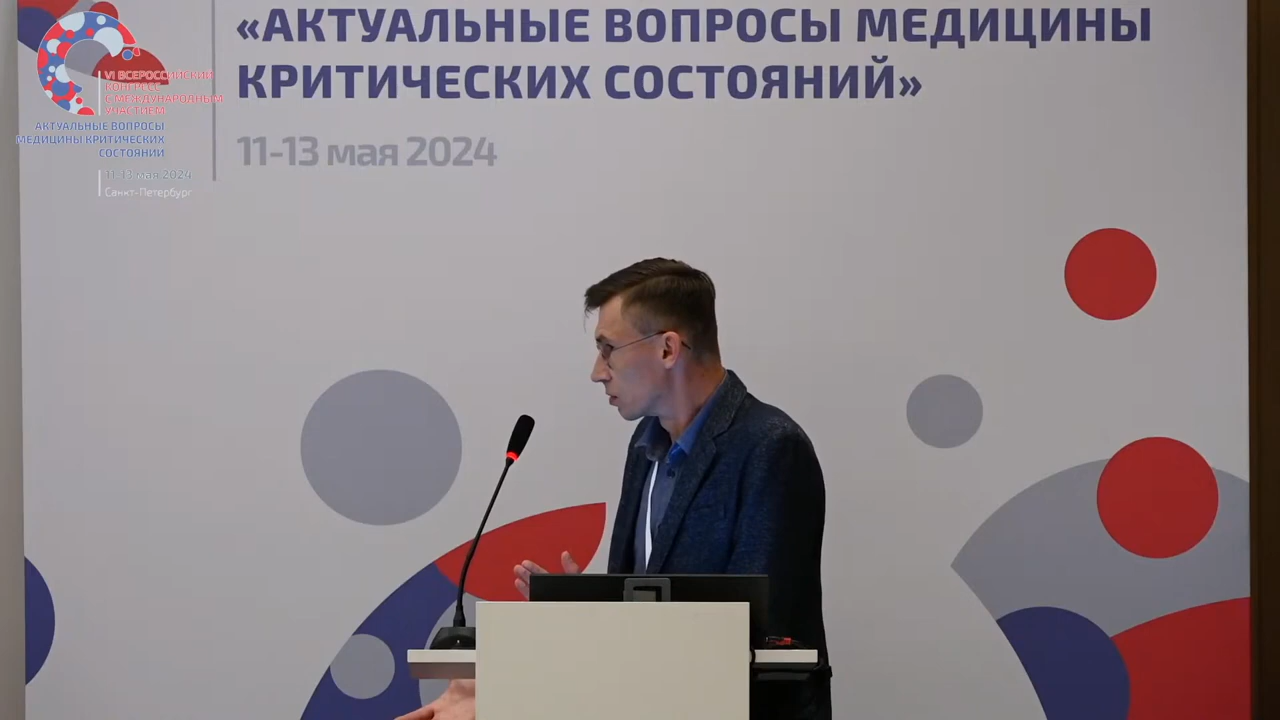 «АКТУАЛЬНЫЕ ВОПРОСЫ МЕДИЦИНЫ
КРИТИЧЕСКИХ СОСТОЯНИЙ»
11-13 мая 2024
VI ВСЕРОССИЙСКИЙ
КОНГРЕСС
С МЕЖДУНАРОДНЫМ
УЧАСТИЕМ
АКТУАЛЬНЫЕ ВОПРОСЫ
МЕДИЦИНЫ КРИТИЧЕСКИХ
СОСТОЯНИЙ
11-13 мая 2024
Санкт-Петербург